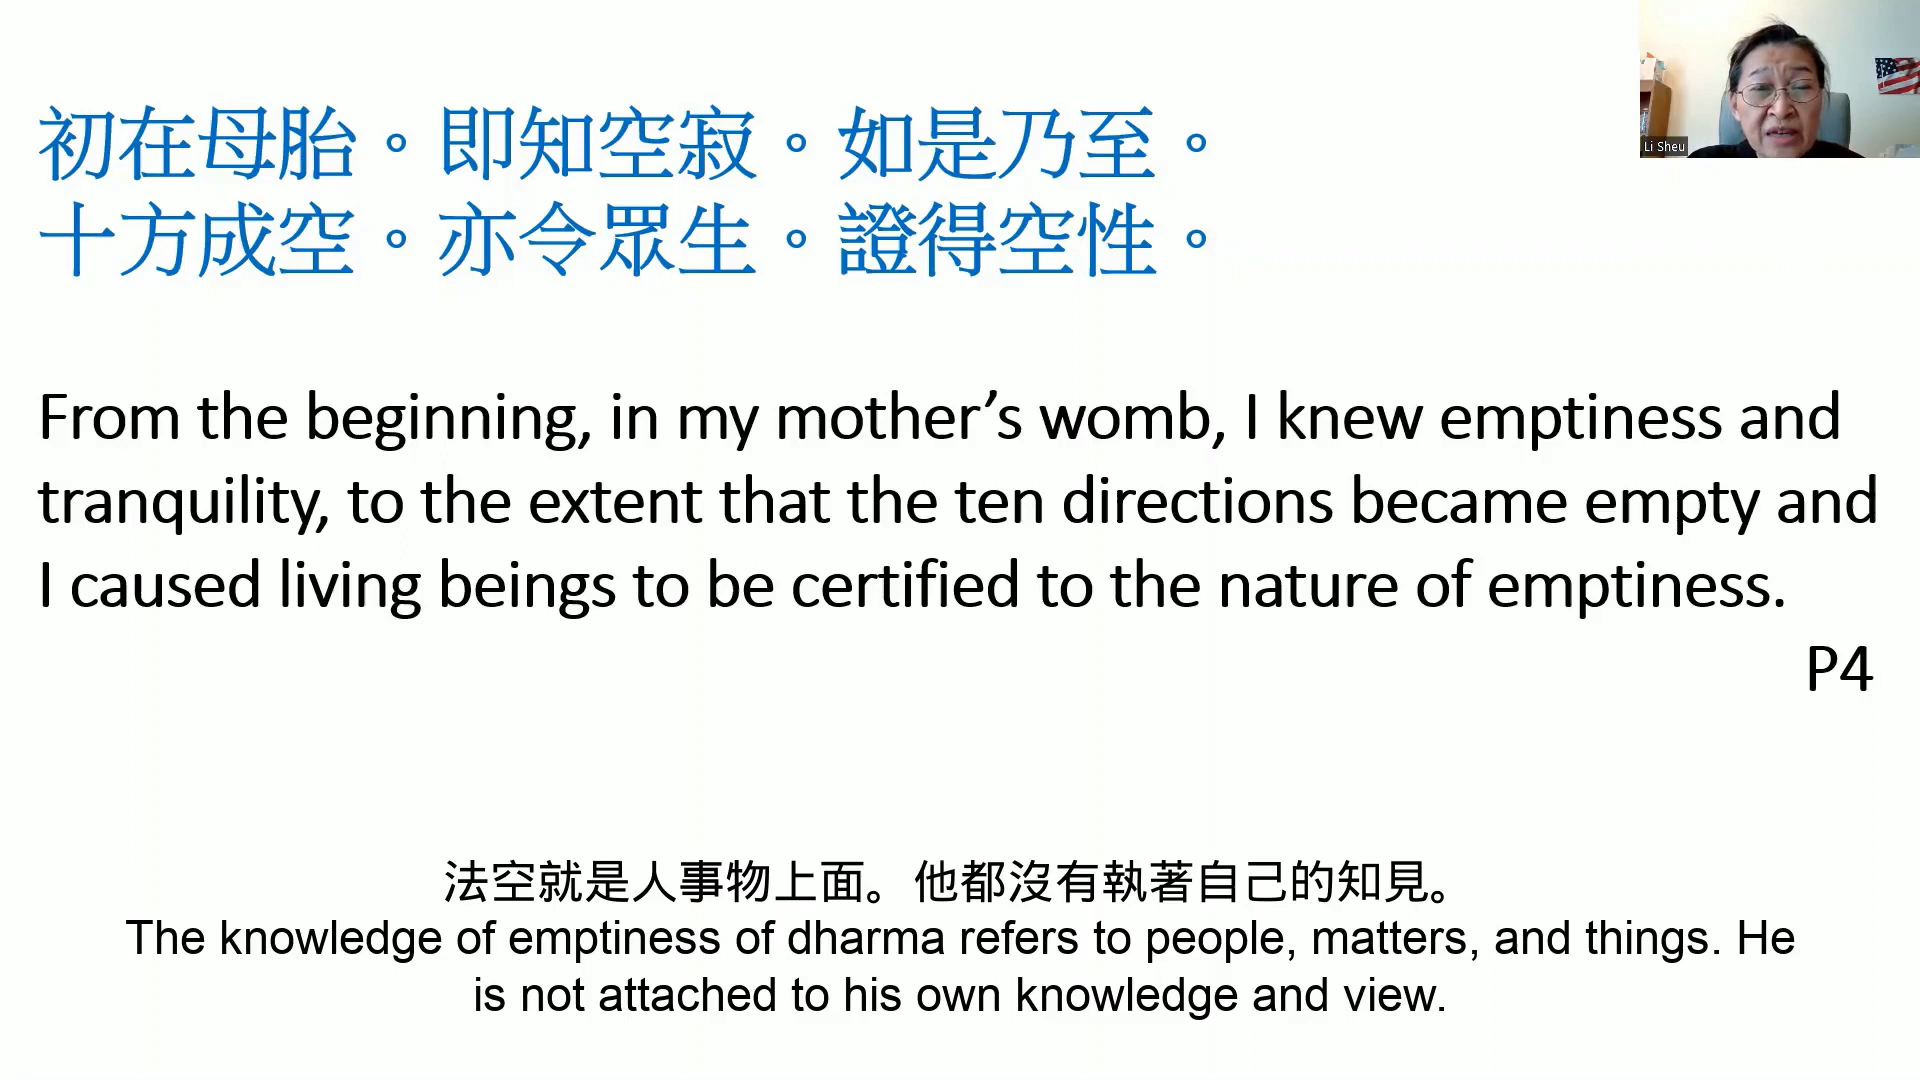 初在母胎。即知空寂。如是乃至。
十方成空。亦令眾生。證得空性。
Li Sheu
From the beginning, in my mother’s womb, I knew emptiness and
tranquility, to the extent that the ten directions became empty and
I caused living beings to be certified to the nature of emptiness.
P4
法空就是人事物上面。他都沒有執著自己的知見。
The knowledge of emptiness of dharma refers to people, matters, and things. He
is not attached to his own knowledge and view.